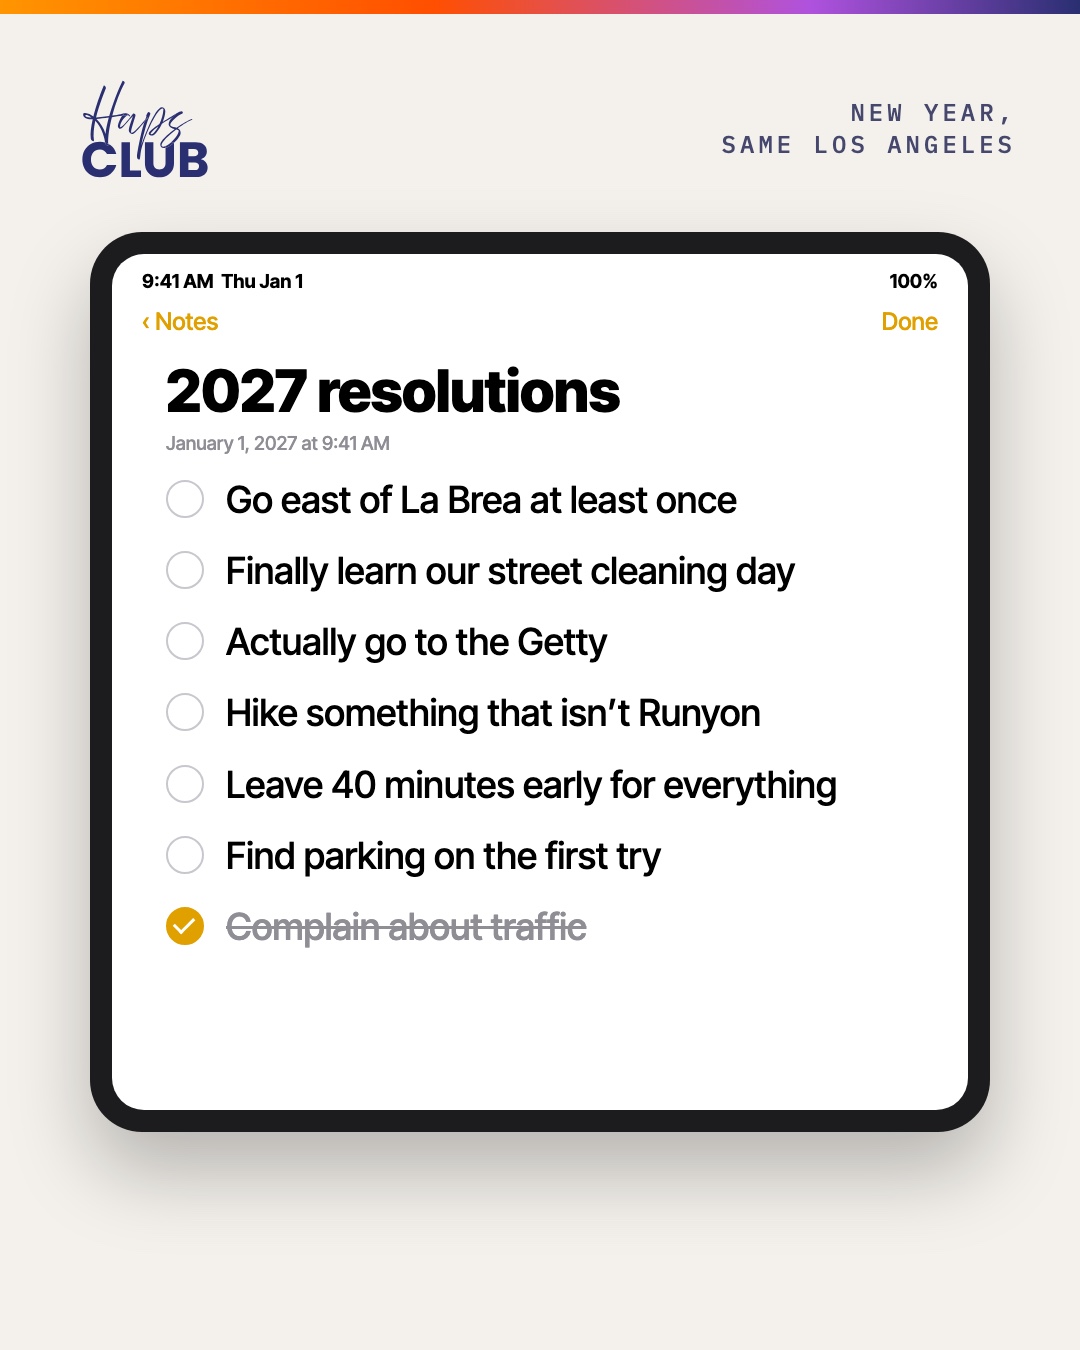 Haps
CLUB
NEW YEAR,
SAME LOS ANGELES
9:41 AM Thu Jan 1
100%
‹ Notes
Done
2027 resolutions
January 1, 2027 at 9:41 AM
Go east of La Brea at least once
Finally learn our street cleaning day
Actually go to the Getty
Hike something that isn’t Runyon
Leave 40 minutes early for everything
Find parking on the first try
Complain about traffic